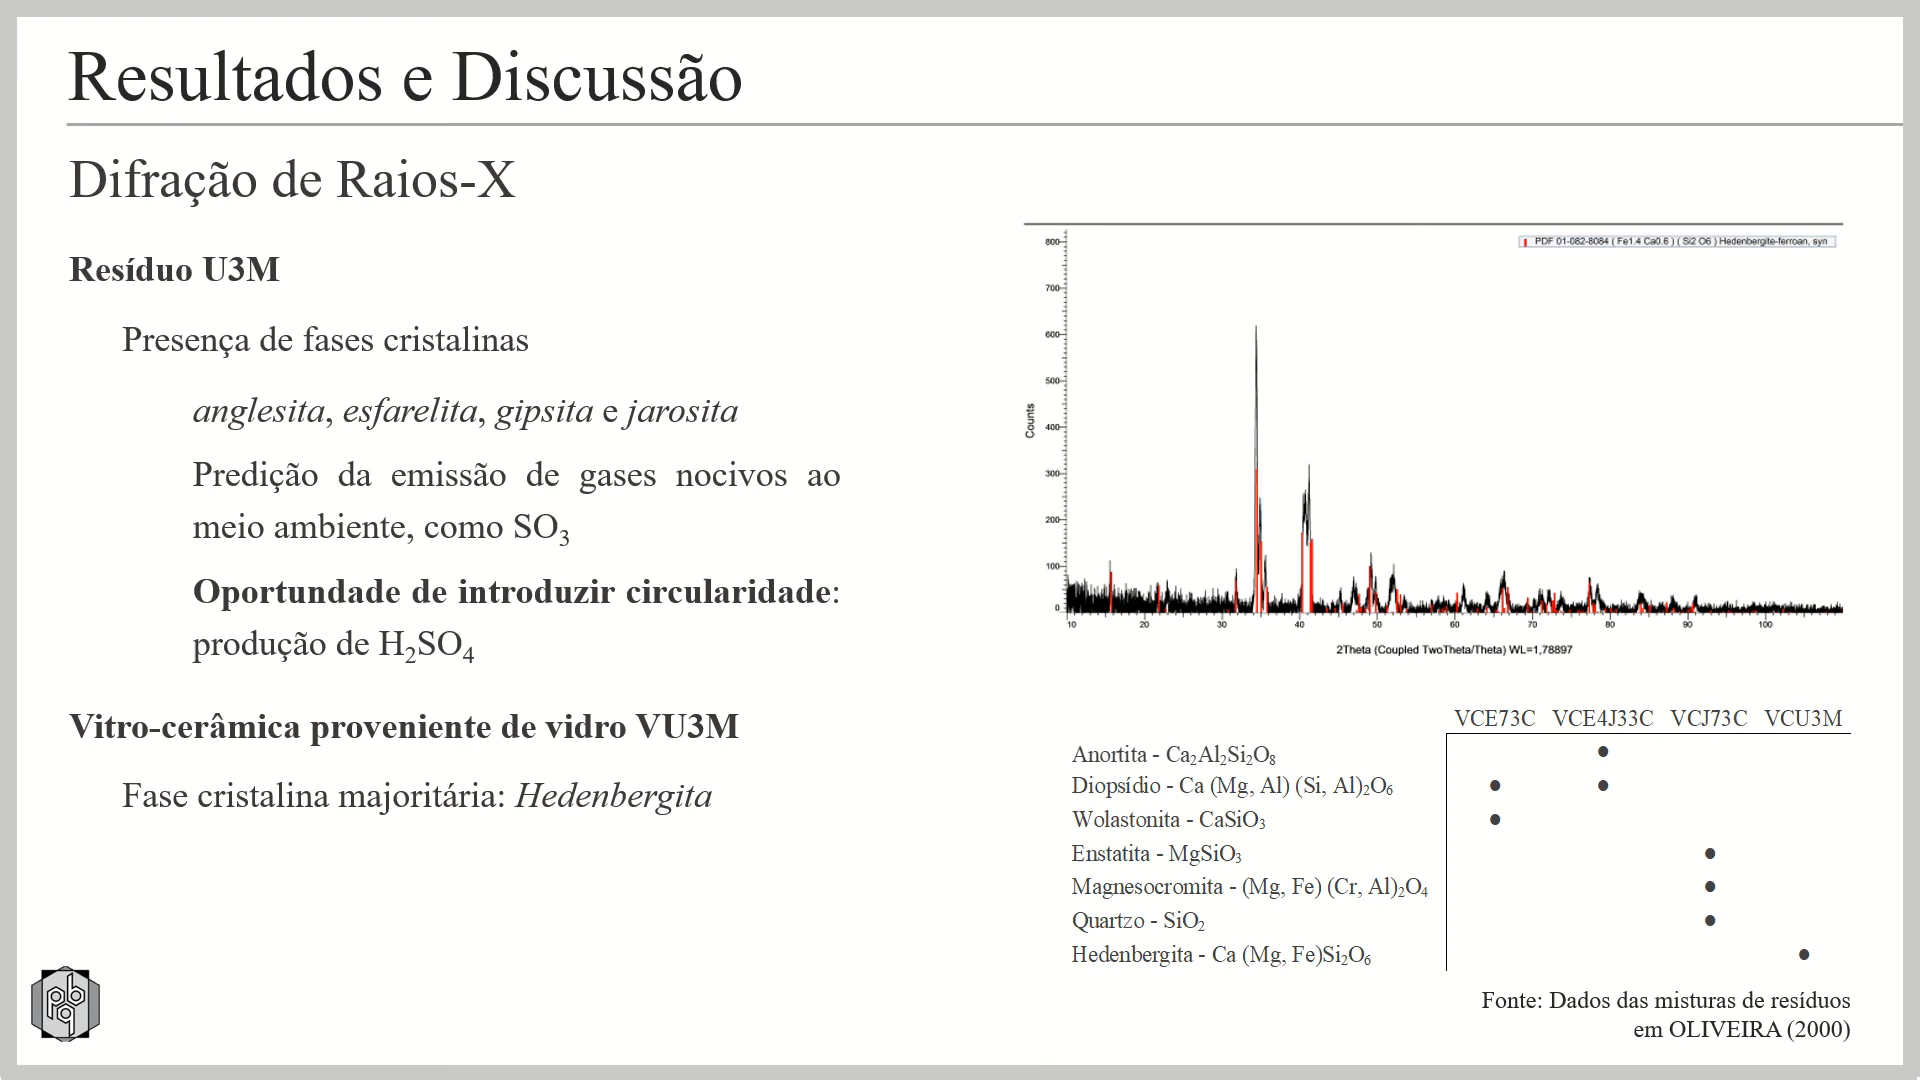 Resultados e Discussão
Difração de Raios-X
Resíduo U3M
Presença de fases cristalinas
anglesita, esfarelita, gipsita e jarosita
Predição da emissão de gases nocivos ao
meio ambiente, como SO₃
Oportundade de introduzir circularidade:
produção de H₂SO₄
Vitro-cerâmica proveniente de vidro VU3M
Fase cristalina majoritária: Hedenbergita
PDF 01-082-8084 ( Fe1.4 Ca0.6 ) ( Si2 O6 ) Hedenbergite-ferroan, syn
Counts
800
700
600
500
400
300
200
100
0
10 20 30 40 50 60 70 80 90 100
2Theta (Coupled TwoTheta/Theta) WL=1,78897
VCE73C VCE4J33C VCJ73C VCU3M
Anortita - Ca₂Al₂Si₂O₈ ●
Diopsídio - Ca (Mg, Al) (Si, Al)₂O₆ ● ●
Wolastonita - CaSiO₃ ●
Enstatita - MgSiO₃ ●
Magnesocromita - (Mg, Fe) (Cr, Al)₂O₄ ●
Quartzo - SiO₂ ●
Hedenbergita - Ca (Mg, Fe)Si₂O₆ ●
Fonte: Dados das misturas de resíduos
em OLIVEIRA (2000)
pbg